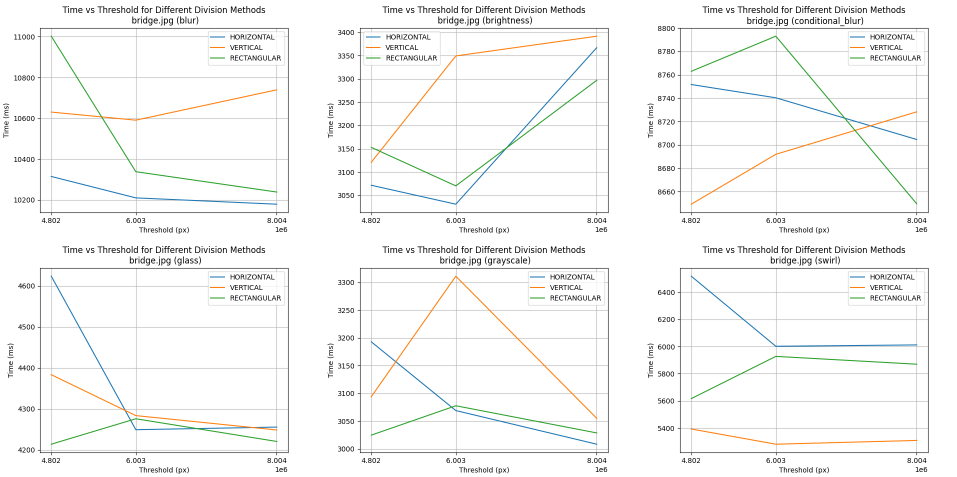 Time vs Threshold for Different Division Methods
bridge.jpg (blur)
HORIZONTAL
VERTICAL
RECTANGULAR
Time (ms)
11000
10800
10600
10400
10200
4.802
6.003
8.004
1e6
Threshold (px)
Time vs Threshold for Different Division Methods
bridge.jpg (brightness)
HORIZONTAL
VERTICAL
RECTANGULAR
Time (ms)
3400
3350
3300
3250
3200
3150
3100
3050
4.802
6.003
8.004
1e6
Threshold (px)
Time vs Threshold for Different Division Methods
bridge.jpg (conditional_blur)
HORIZONTAL
VERTICAL
RECTANGULAR
Time (ms)
8800
8780
8760
8740
8720
8700
8680
8660
4.802
6.003
8.004
1e6
Threshold (px)
Time vs Threshold for Different Division Methods
bridge.jpg (glass)
HORIZONTAL
VERTICAL
RECTANGULAR
Time (ms)
4600
4500
4400
4300
4200
4.802
6.003
8.004
1e6
Threshold (px)
Time vs Threshold for Different Division Methods
bridge.jpg (grayscale)
HORIZONTAL
VERTICAL
RECTANGULAR
Time (ms)
3300
3250
3200
3150
3100
3050
3000
4.802
6.003
8.004
1e6
Threshold (px)
Time vs Threshold for Different Division Methods
bridge.jpg (swirl)
HORIZONTAL
VERTICAL
RECTANGULAR
Time (ms)
6400
6200
6000
5800
5600
5400
4.802
6.003
8.004
1e6
Threshold (px)